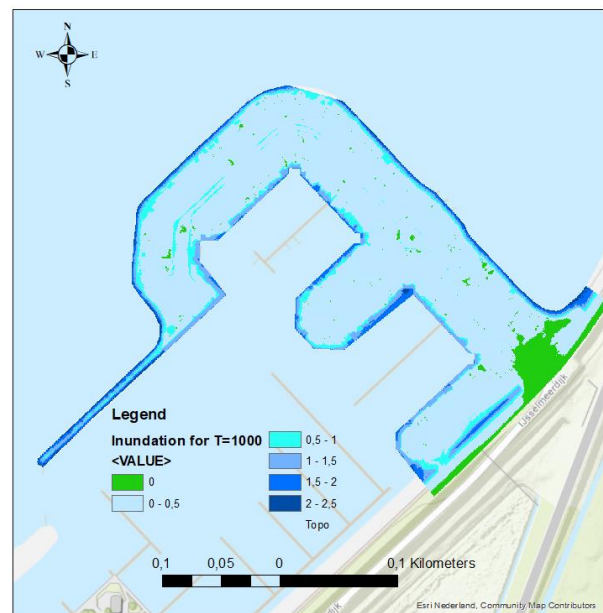 N
W E
S
IJsselmeerdijk
Legend
Inundation for T=1000
<VALUE>
0
0 - 0,5
0,5 - 1
1 - 1,5
1,5 - 2
2 - 2,5
Topo
0,1 0,05 0 0,1 Kilometers
Esri Nederland, Community Map Contributors